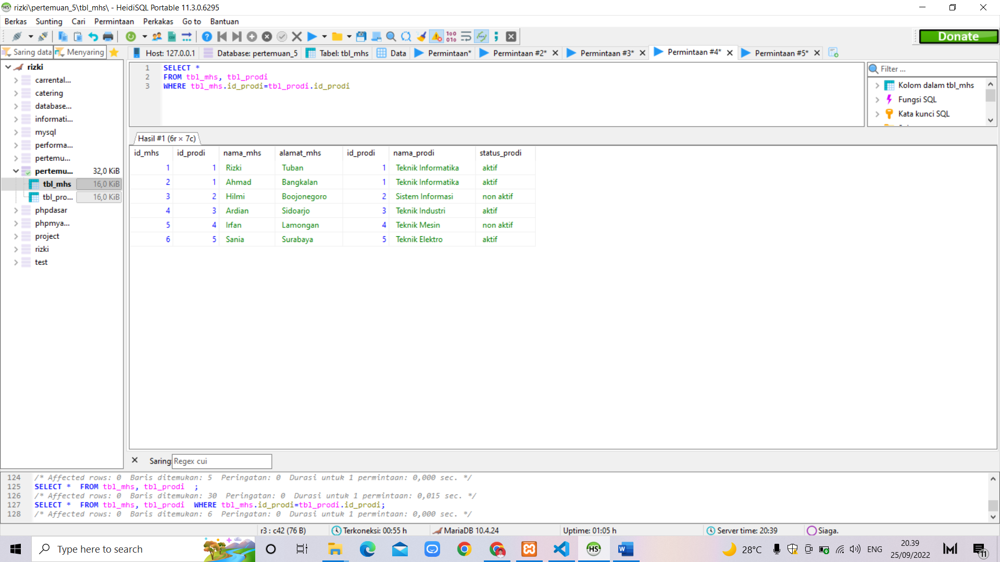 rizki\pertemuan_5\tbl_mhs\ - HeidiSQL Portable 11.3.0.6295
Berkas Sunting Cari Permintaan Perkakas Go to Bantuan
Donate
Saring data Menyaring
Host: 127.0.0.1 Database: pertemuan_5 Tabel: tbl_mhs Data Permintaan* Permintaan #2* Permintaan #3* Permintaan #4* Permintaan #5*
rizki
carrental...
catering
database...
informati...
mysql
performa...
pertemu...
pertemu... 32,0 KiB
tbl_mhs 16,0 KiB
tbl_pro... 16,0 KiB
phpdasar
phpmya...
project
rizki
test
1 SELECT *
2 FROM tbl_mhs, tbl_prodi
3 WHERE tbl_mhs.id_prodi=tbl_prodi.id_prodi
Filter ...
Kolom dalam tbl_mhs
Fungsi SQL
Kata kunci SQL
Hasil #1 (6r × 7c)
id_mhs id_prodi nama_mhs alamat_mhs id_prodi nama_prodi status_prodi
1 1 Rizki Tuban 1 Teknik Informatika aktif
2 1 Ahmad Bangkalan 1 Teknik Informatika aktif
3 2 Hilmi Boojonegoro 2 Sistem Informasi non aktif
4 3 Ardian Sidoarjo 3 Teknik Industri aktif
5 4 Irfan Lamongan 4 Teknik Mesin non aktif
6 5 Sania Surabaya 5 Teknik Elektro aktif
Saring Regex cui
124 /* Affected rows: 0 Baris ditemukan: 5 Peringatan: 0 Durasi untuk 1 permintaan: 0,000 sec. */
125 SELECT * FROM tbl_mhs, tbl_prodi ;
126 /* Affected rows: 0 Baris ditemukan: 30 Peringatan: 0 Durasi untuk 1 permintaan: 0,015 sec. */
127 SELECT * FROM tbl_mhs, tbl_prodi WHERE tbl_mhs.id_prodi=tbl_prodi.id_prodi;
128 /* Affected rows: 0 Baris ditemukan: 6 Peringatan: 0 Durasi untuk 1 permintaan: 0,000 sec. */
r3 : c42 (76 B) Terkoneksi: 00:55 h MariaDB 10.4.24 Uptime: 01:05 h Server time: 20:39 Siaga.
Type here to search
28°C ENG
20.39
25/09/2022
11